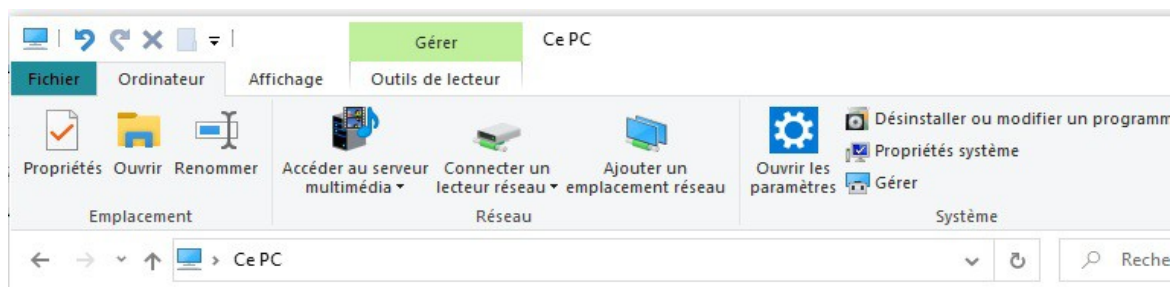 Gérer Ce PC
Fichier Ordinateur Affichage Outils de lecteur
Propriétés Ouvrir Renommer
Accéder au serveur
multimédia
Connecter un
lecteur réseau
Ajouter un
emplacement réseau
Ouvrir les
paramètres
Désinstaller ou modifier un programm
Propriétés système
Gérer
Emplacement Réseau Système
Ce PC Reche